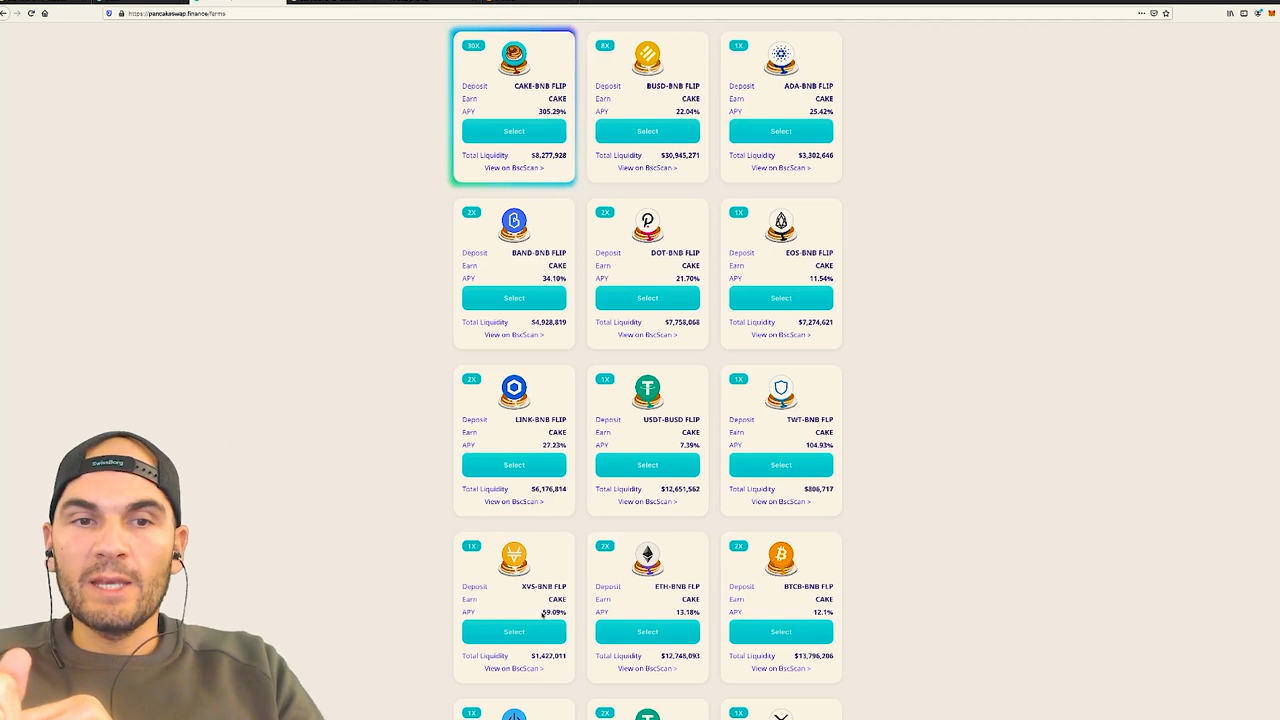 https://pancakeswap.finance/farms
30X
8X
1X
Deposit CAKE-BNB FLIP
Earn CAKE
APY 305.29%
Select
Total Liquidity $8,277,928
View on BscScan >
Deposit BUSD-BNB FLIP
Earn CAKE
APY 22.04%
Select
Total Liquidity $30,945,271
View on BscScan >
Deposit ADA-BNB FLIP
Earn CAKE
APY 25.42%
Select
Total Liquidity $3,302,646
View on BscScan >
2X
2X
1X
Deposit BAND-BNB FLIP
Earn CAKE
APY 34.10%
Select
Total Liquidity $4,928,819
View on BscScan >
Deposit DOT-BNB FLIP
Earn CAKE
APY 21.70%
Select
Total Liquidity $7,758,068
View on BscScan >
Deposit EOS-BNB FLIP
Earn CAKE
APY 11.54%
Select
Total Liquidity $7,274,621
View on BscScan >
2X
1X
1X
Deposit LINK-BNB FLIP
Earn CAKE
APY 27.23%
Select
Total Liquidity $6,176,814
View on BscScan >
Deposit USDT-BUSD FLIP
Earn CAKE
APY 7.39%
Select
Total Liquidity $12,651,562
View on BscScan >
Deposit TWT-BNB FLP
Earn CAKE
APY 104.93%
Select
Total Liquidity $806,717
View on BscScan >
SwissBorg
1X
2X
2X
Deposit XVS-BNB FLP
Earn CAKE
APY 59.09%
Select
Total Liquidity $1,422,011
View on BscScan >
Deposit ETH-BNB FLP
Earn CAKE
APY 13.18%
Select
Total Liquidity $12,748,093
View on BscScan >
Deposit BTCB-BNB FLP
Earn CAKE
APY 12.1%
Select
Total Liquidity $13,796,206
View on BscScan >
1X
2X
1X